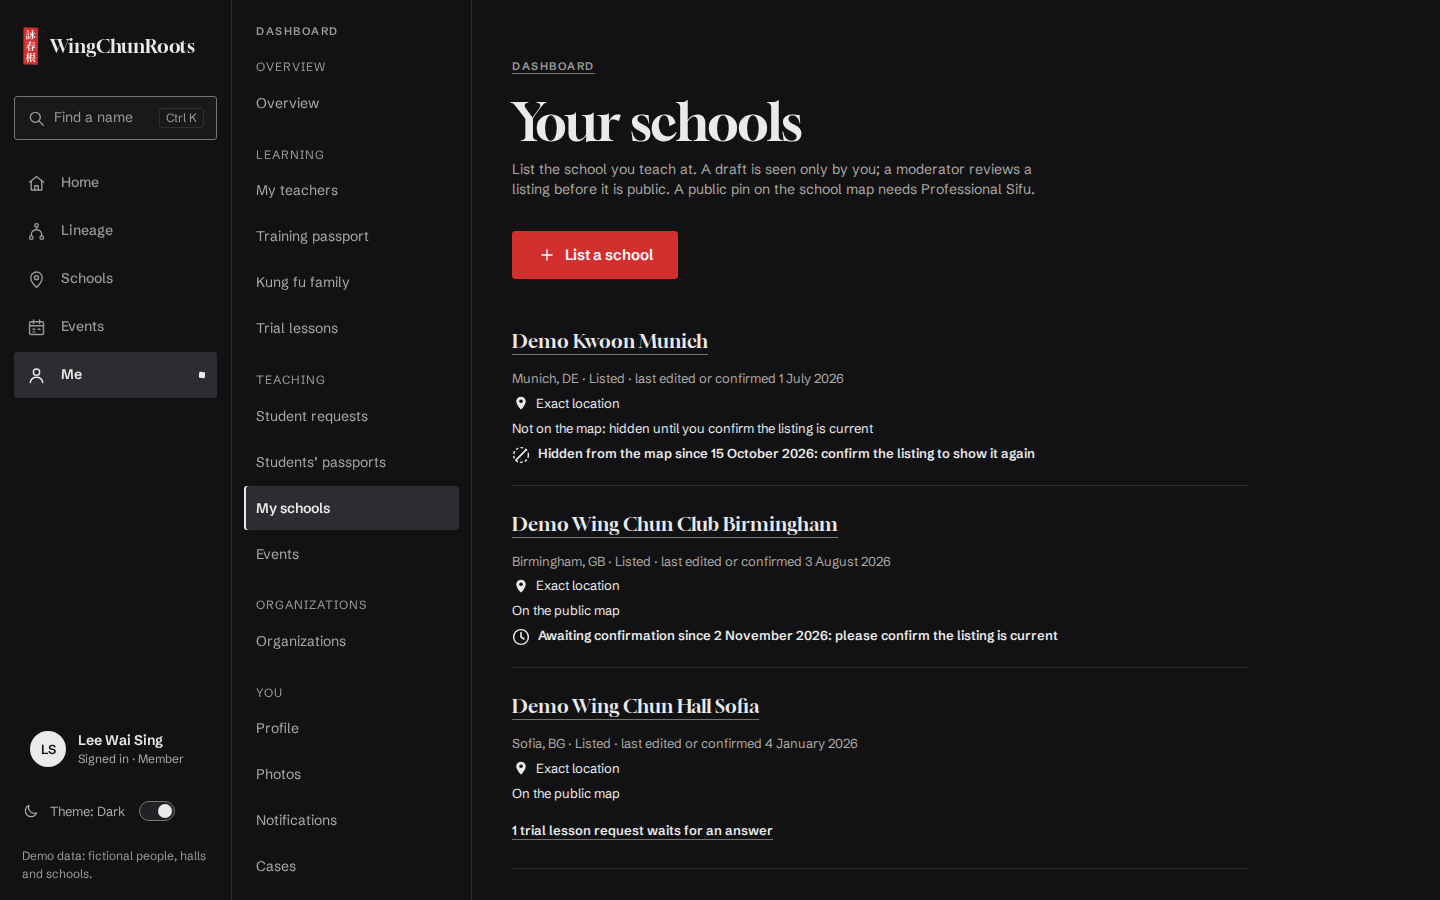 詠春根
WingChunRoots
Find a name
Ctrl K
Home
Lineage
Schools
Events
Me
LS
Lee Wai Sing
Signed in · Member
Theme: Dark
Demo data: fictional people, halls
and schools.
DASHBOARD
OVERVIEW
Overview
LEARNING
My teachers
Training passport
Kung fu family
Trial lessons
TEACHING
Student requests
Students’ passports
My schools
Events
ORGANIZATIONS
Organizations
YOU
Profile
Photos
Notifications
Cases
DASHBOARD
Your schools
List the school you teach at. A draft is seen only by you; a moderator reviews a
listing before it is public. A public pin on the school map needs Professional Sifu.
List a school
Demo Kwoon Munich
Munich, DE · Listed · last edited or confirmed 1 July 2026
Exact location
Not on the map: hidden until you confirm the listing is current
Hidden from the map since 15 October 2026: confirm the listing to show it again
Demo Wing Chun Club Birmingham
Birmingham, GB · Listed · last edited or confirmed 3 August 2026
Exact location
On the public map
Awaiting confirmation since 2 November 2026: please confirm the listing is current
Demo Wing Chun Hall Sofia
Sofia, BG · Listed · last edited or confirmed 4 January 2026
Exact location
On the public map
1 trial lesson request waits for an answer